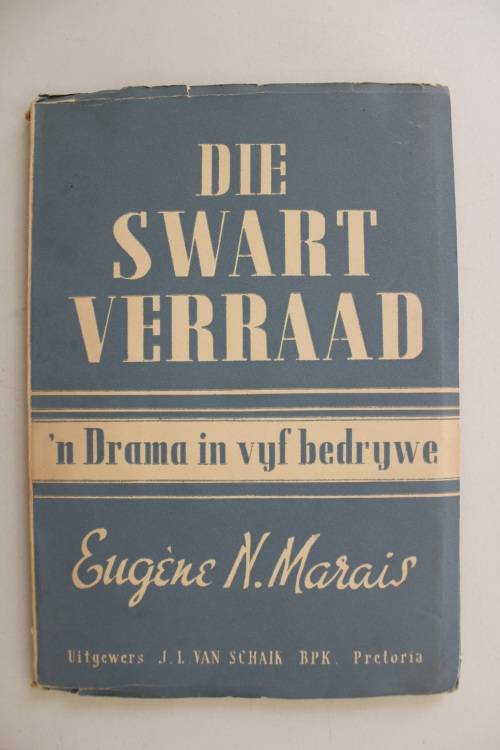 DIE
SWART
VERRAAD
'n Drama in vyf bedrywe
Eugène N. Marais
Uitgewers J. L. VAN SCHAIK BPK. Pretoria